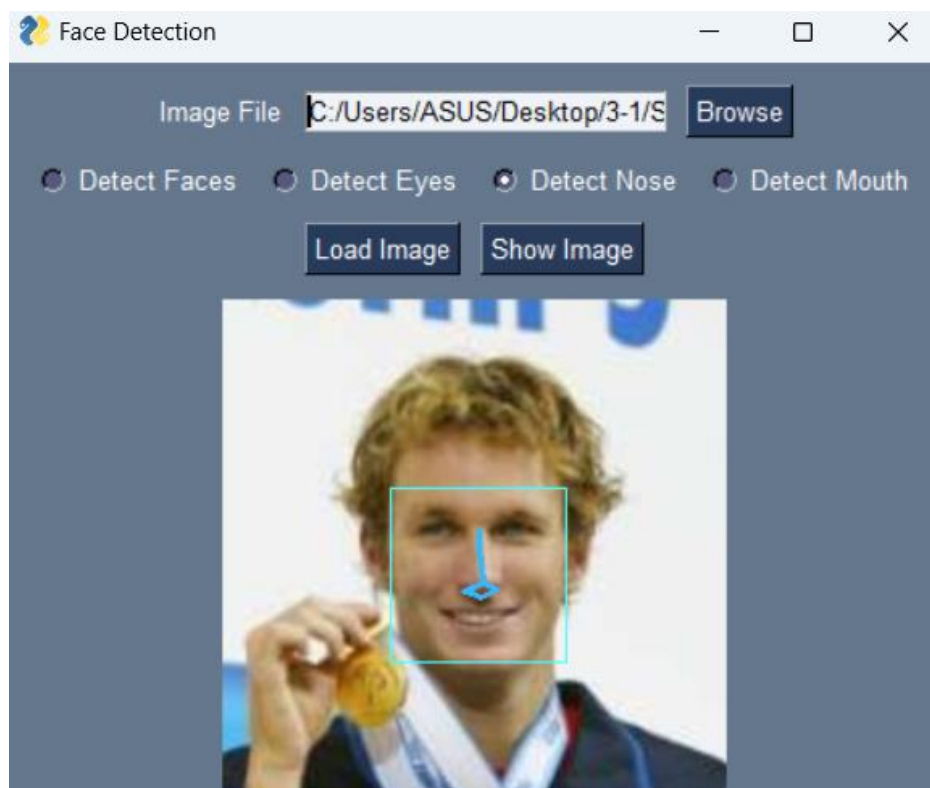 Face Detection
Image File C:/Users/ASUS/Desktop/3-1/S Browse
Detect Faces Detect Eyes Detect Nose Detect Mouth
Load Image Show Image